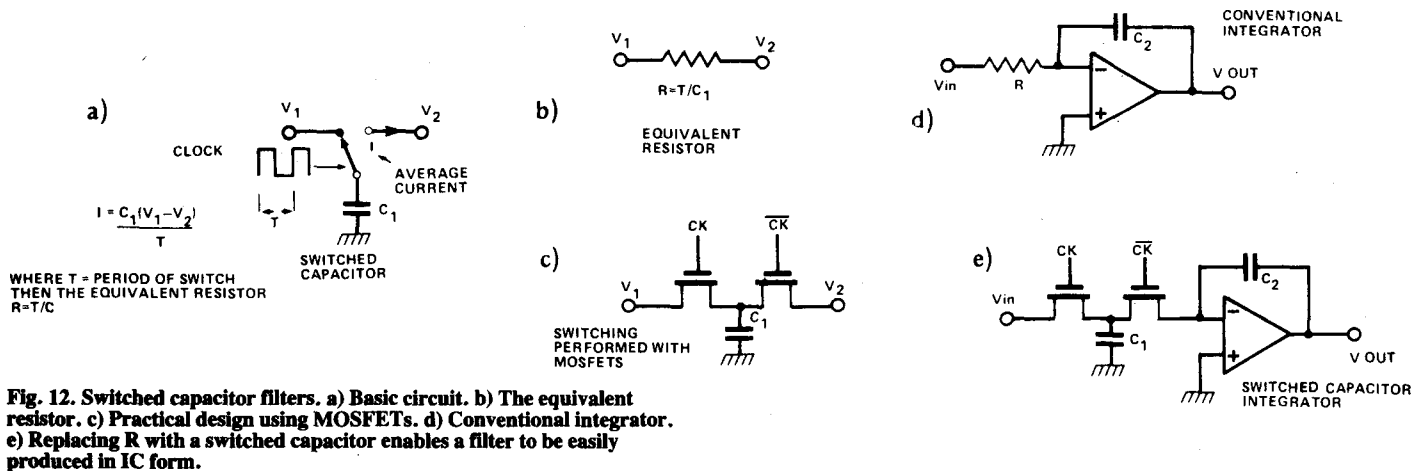 a)
V1
V2
CLOCK
T
I
AVERAGE
CURRENT
C1
SWITCHED
CAPACITOR
I = C1(V1-V2)
T
WHERE T = PERIOD OF SWITCH
THEN THE EQUIVALENT RESISTOR
R=T/C
b)
V1
V2
R=T/C1
EQUIVALENT
RESISTOR
c)
CK
C̅K̅
V1
V2
C1
SWITCHING
PERFORMED WITH
MOSFETS
d)
CONVENTIONAL
INTEGRATOR
C2
Vin
R
−
+
V OUT
e)
CK
C̅K̅
Vin
C1
C2
−
+
V OUT
SWITCHED CAPACITOR
INTEGRATOR
Fig. 12. Switched capacitor filters. a) Basic circuit. b) The equivalent
resistor. c) Practical design using MOSFETs. d) Conventional integrator.
e) Replacing R with a switched capacitor enables a filter to be easily
produced in IC form.